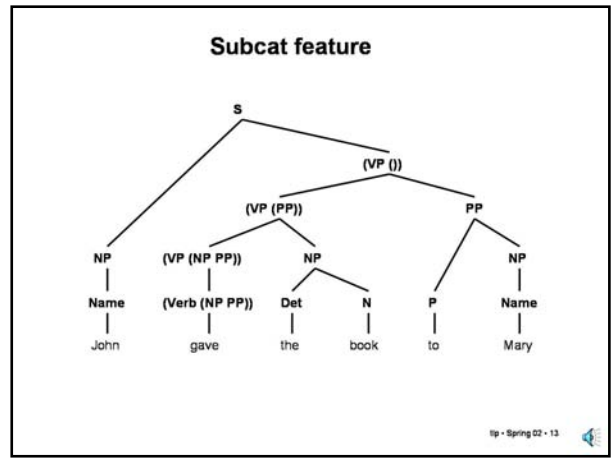 Subcat feature
S
(VP ())
(VP (PP)) PP
NP (VP (NP PP)) NP NP
Name (Verb (NP PP)) Det N P Name
John gave the book to Mary
tlp • Spring 02 • 13